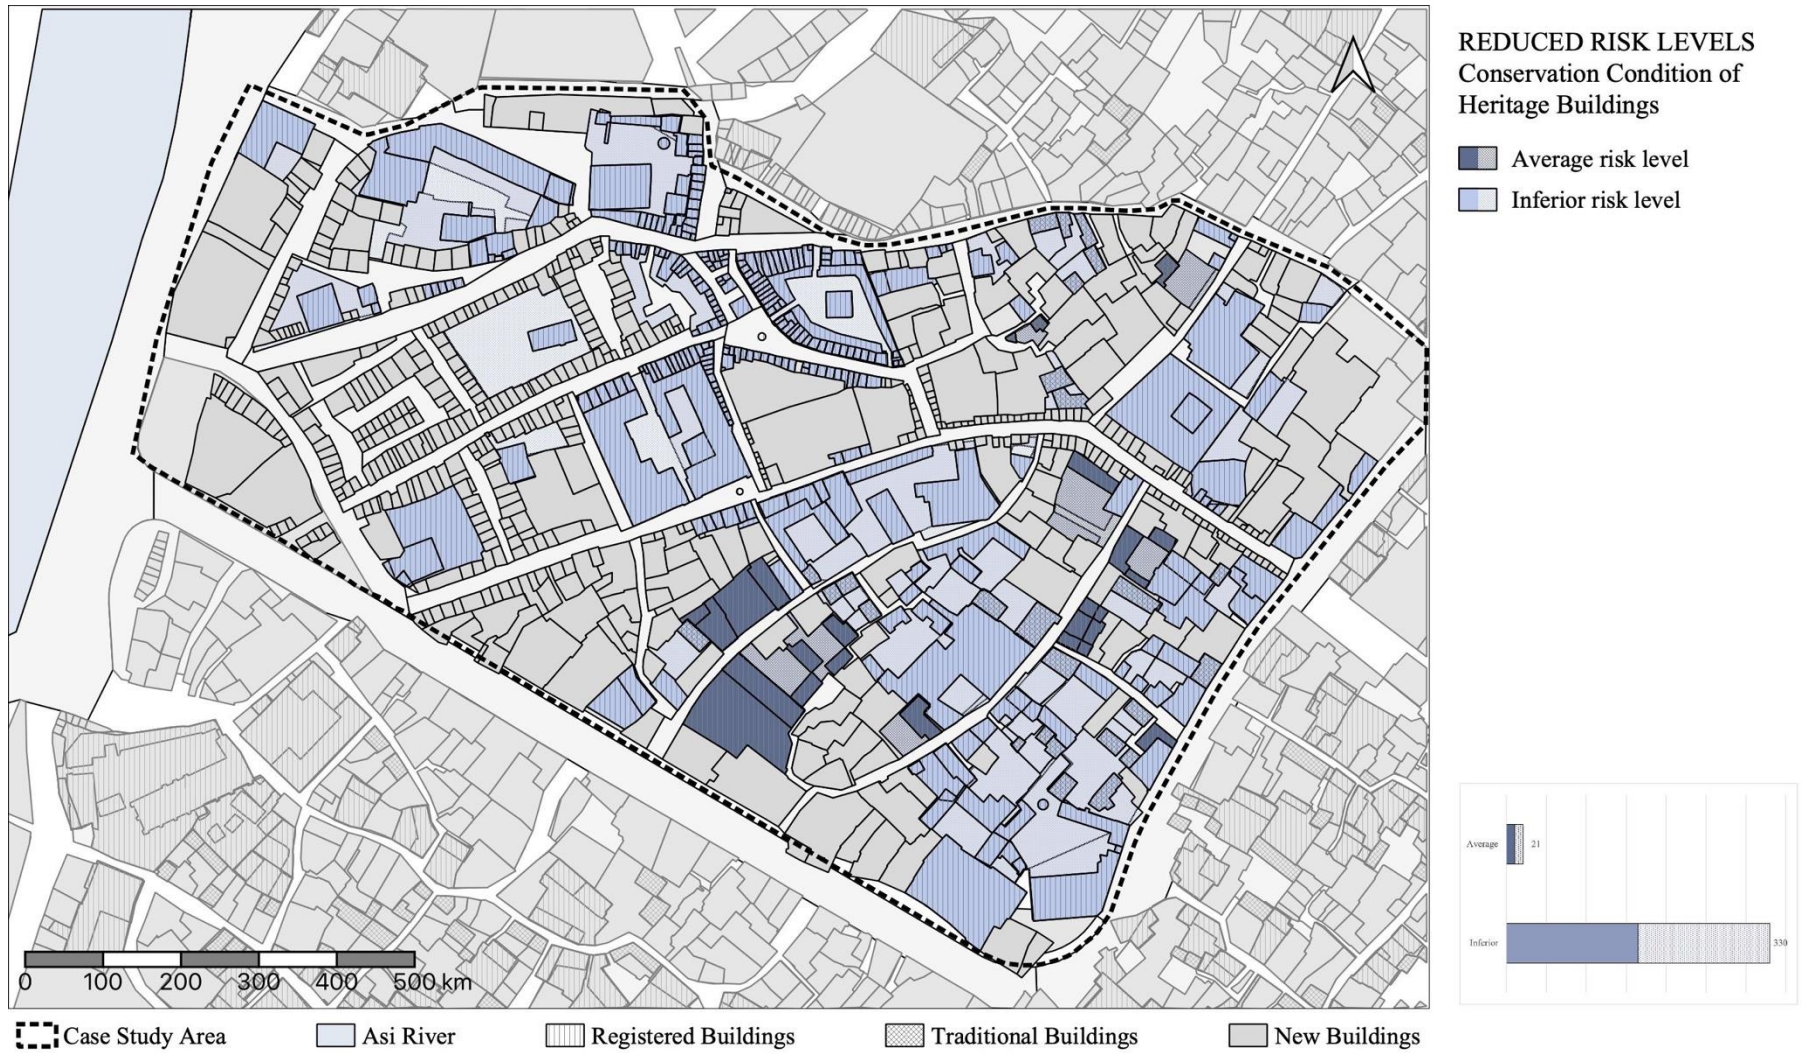 REDUCED RISK LEVELS
Conservation Condition of
Heritage Buildings
Average risk level
Inferior risk level
Average
21
Inferior
330
0 100 200 300 400 500 km
Case Study Area Asi River Registered Buildings Traditional Buildings New Buildings